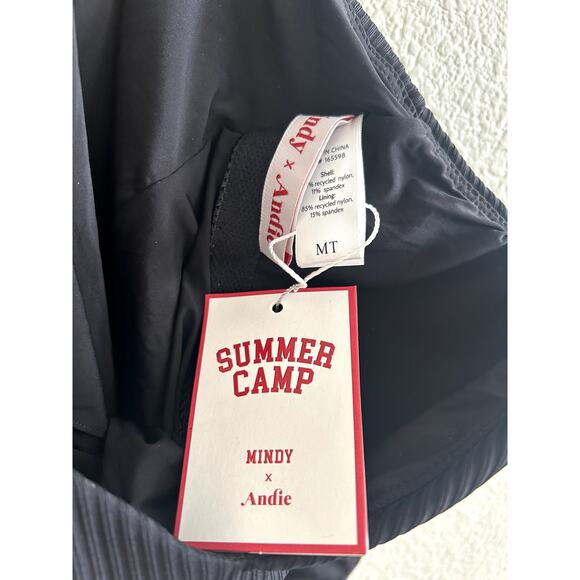 ndy x Andie
IN CHINA
165598
Shell:
% recycled nylon,
11% spandex
Lining:
85% recycled nylon,
15% spandex
MT
SUMMER
CAMP
MINDY
x
Andie